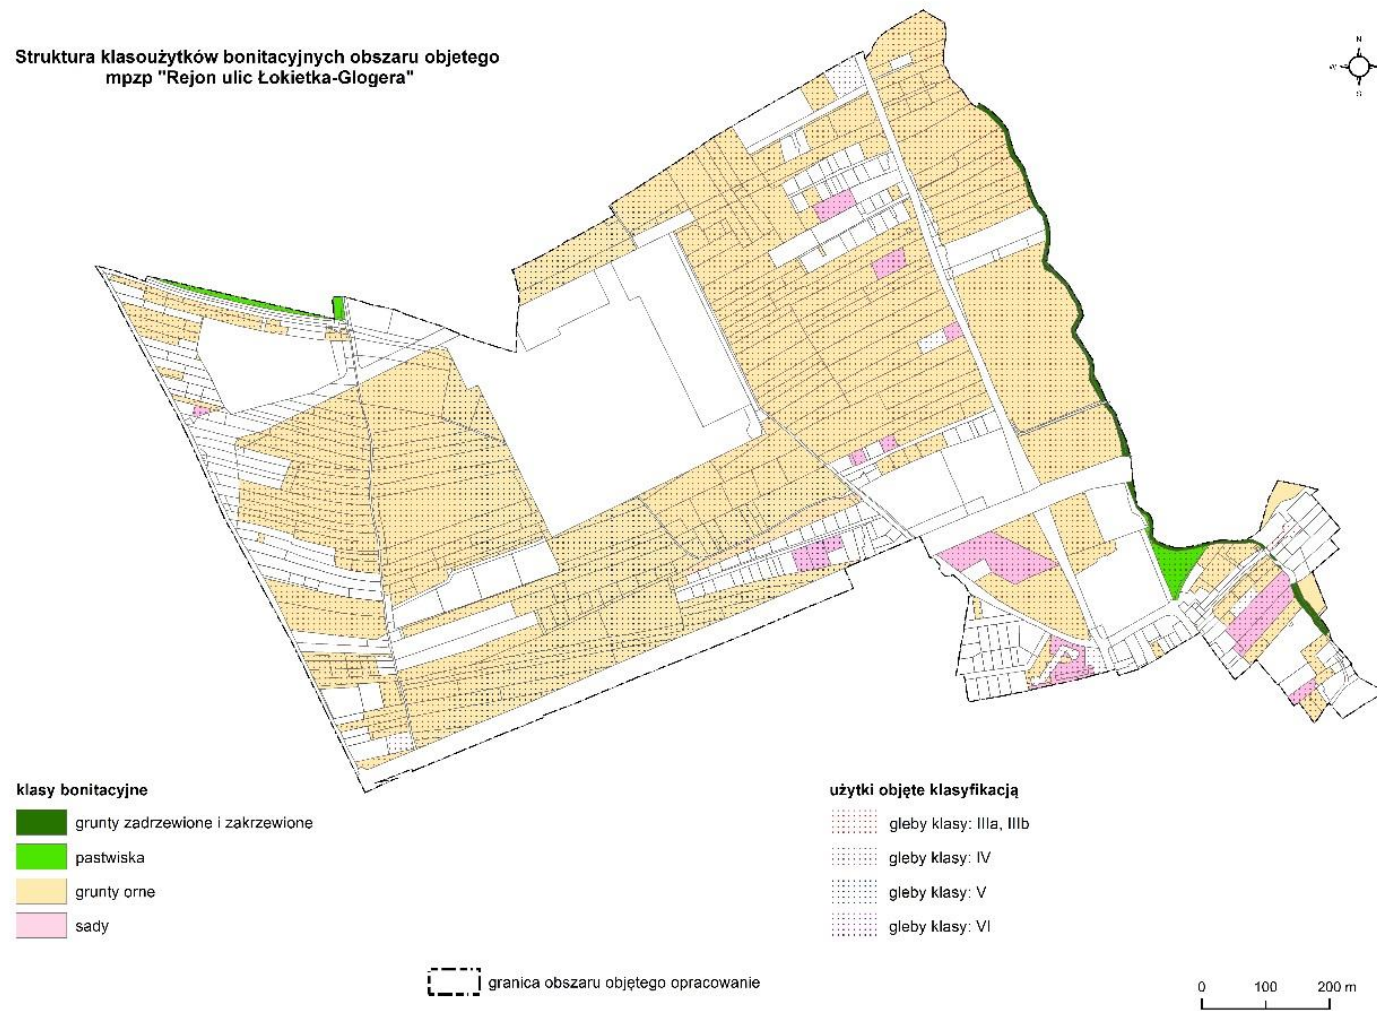 Struktura klasoużytków bonitacyjnych obszaru objetego
mpzp "Rejon ulic Łokietka-Glogera"
N
W
S
klasy bonitacyjne
grunty zadrzewione i zakrzewione
pastwiska
grunty orne
sady
użytki objęte klasyfikacją
gleby klasy: IIIa, IIIb
gleby klasy: IV
gleby klasy: V
gleby klasy: VI
granica obszaru objętego opracowanie
0 100 200 m